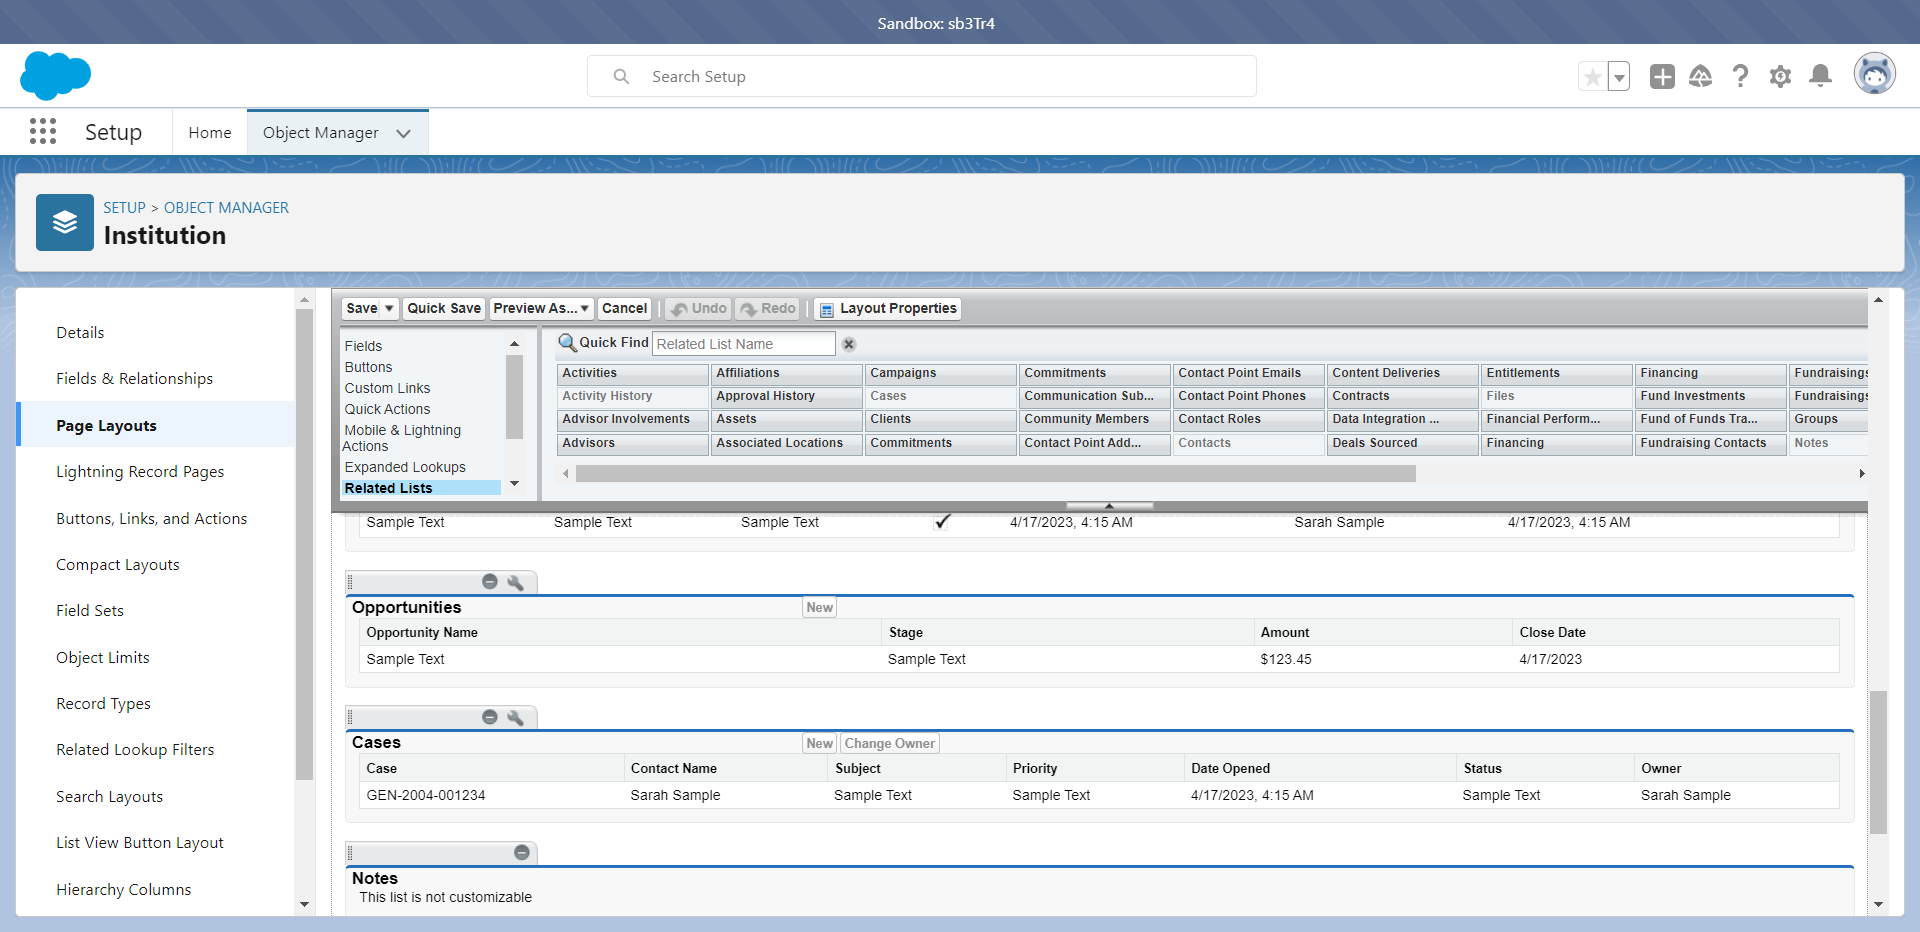 Sandbox: sb3Tr4
Search Setup
Setup
Home
Object Manager
SETUP > OBJECT MANAGER
Institution
Details
Fields & Relationships
Page Layouts
Lightning Record Pages
Buttons, Links, and Actions
Compact Layouts
Field Sets
Object Limits
Record Types
Related Lookup Filters
Search Layouts
List View Button Layout
Hierarchy Columns
Save Quick Save Preview As... Cancel Undo Redo Layout Properties
Fields
Buttons
Custom Links
Quick Actions
Mobile & Lightning
Actions
Expanded Lookups
Related Lists
Quick Find Related List Name
Activities Affiliations Campaigns Commitments Contact Point Emails Content Deliveries Entitlements Financing Fundraisings
Activity History Approval History Cases Communication Sub... Contact Point Phones Contracts Files Fund Investments Fundraisings
Advisor Involvements Assets Clients Community Members Contact Roles Data Integration ... Financial Perform... Fund of Funds Tra... Groups
Advisors Associated Locations Commitments Contact Point Add... Contacts Deals Sourced Financing Fundraising Contacts Notes
Sample Text Sample Text Sample Text 4/17/2023, 4:15 AM Sarah Sample 4/17/2023, 4:15 AM
Opportunities New
Opportunity Name Stage Amount Close Date
Sample Text Sample Text $123.45 4/17/2023
Cases New Change Owner
Case Contact Name Subject Priority Date Opened Status Owner
GEN-2004-001234 Sarah Sample Sample Text Sample Text 4/17/2023, 4:15 AM Sample Text Sarah Sample
Notes
This list is not customizable